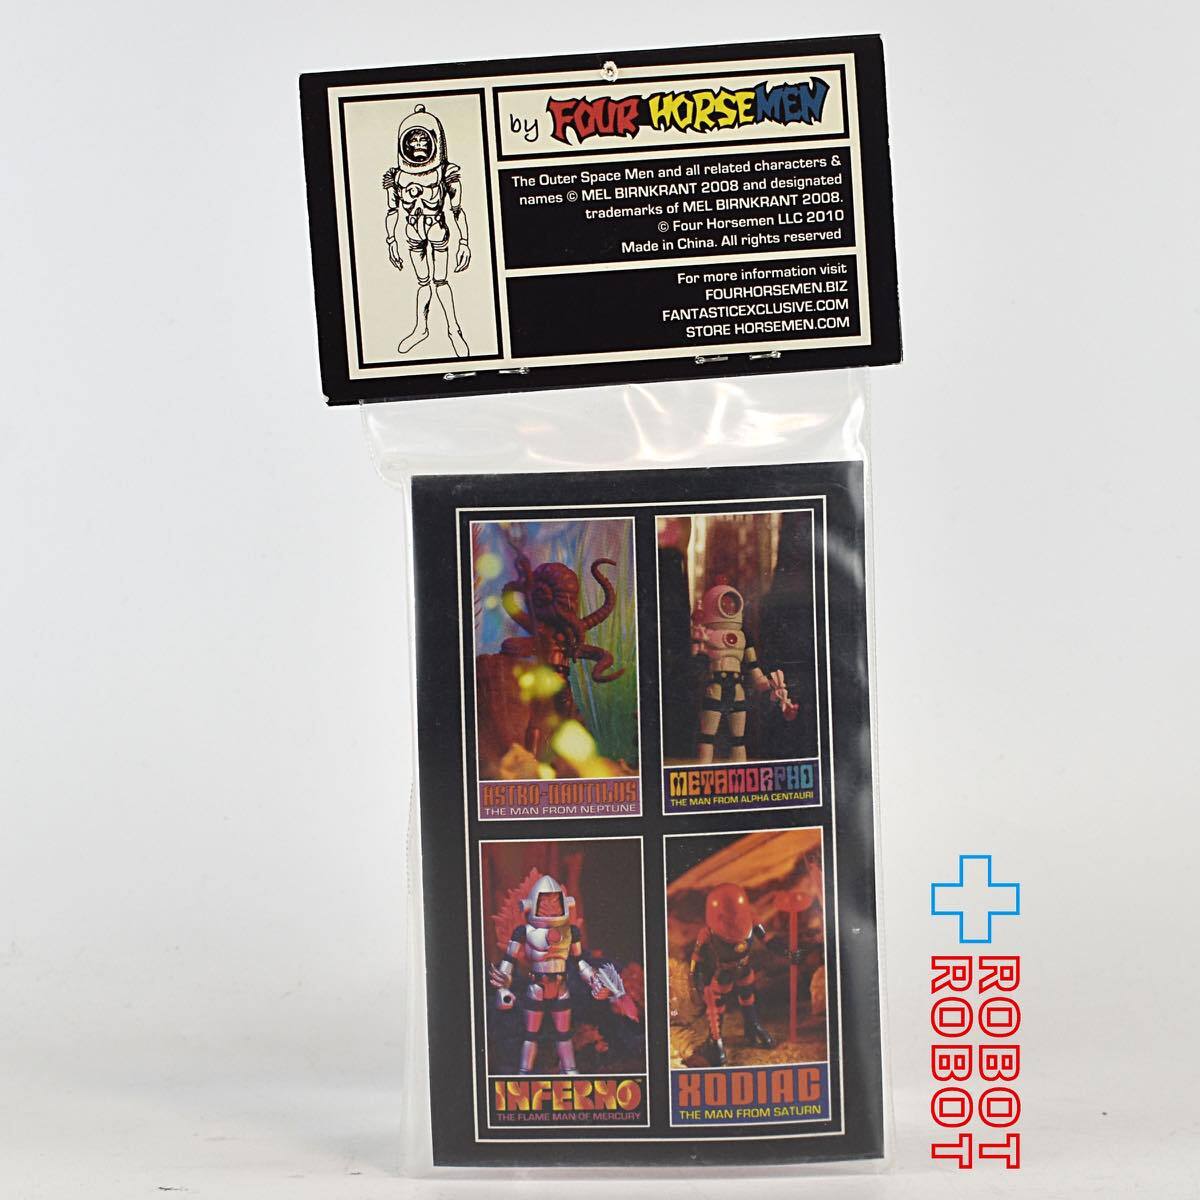 by FOUR HORSEMEN
The Outer Space Men and all related characters &
names © MEL BIRNKRANT 2008 and designated
trademarks of MEL BIRNKRANT 2008.
© Four Horsemen LLC 2010
Made in China. All rights reserved
For more information visit
FOURHORSEMEN.BIZ
FANTASTICEXCLUSIVE.COM
STORE HORSEMEN.COM
ASTRO-NAUTILUS
THE MAN FROM NEPTUNE
METAMORPHO™
THE MAN FROM ALPHA CENTAURI
INFERNO™
THE FLAME MAN OF MERCURY
XODIAC
THE MAN FROM SATURN
ROBOT
ROBOT